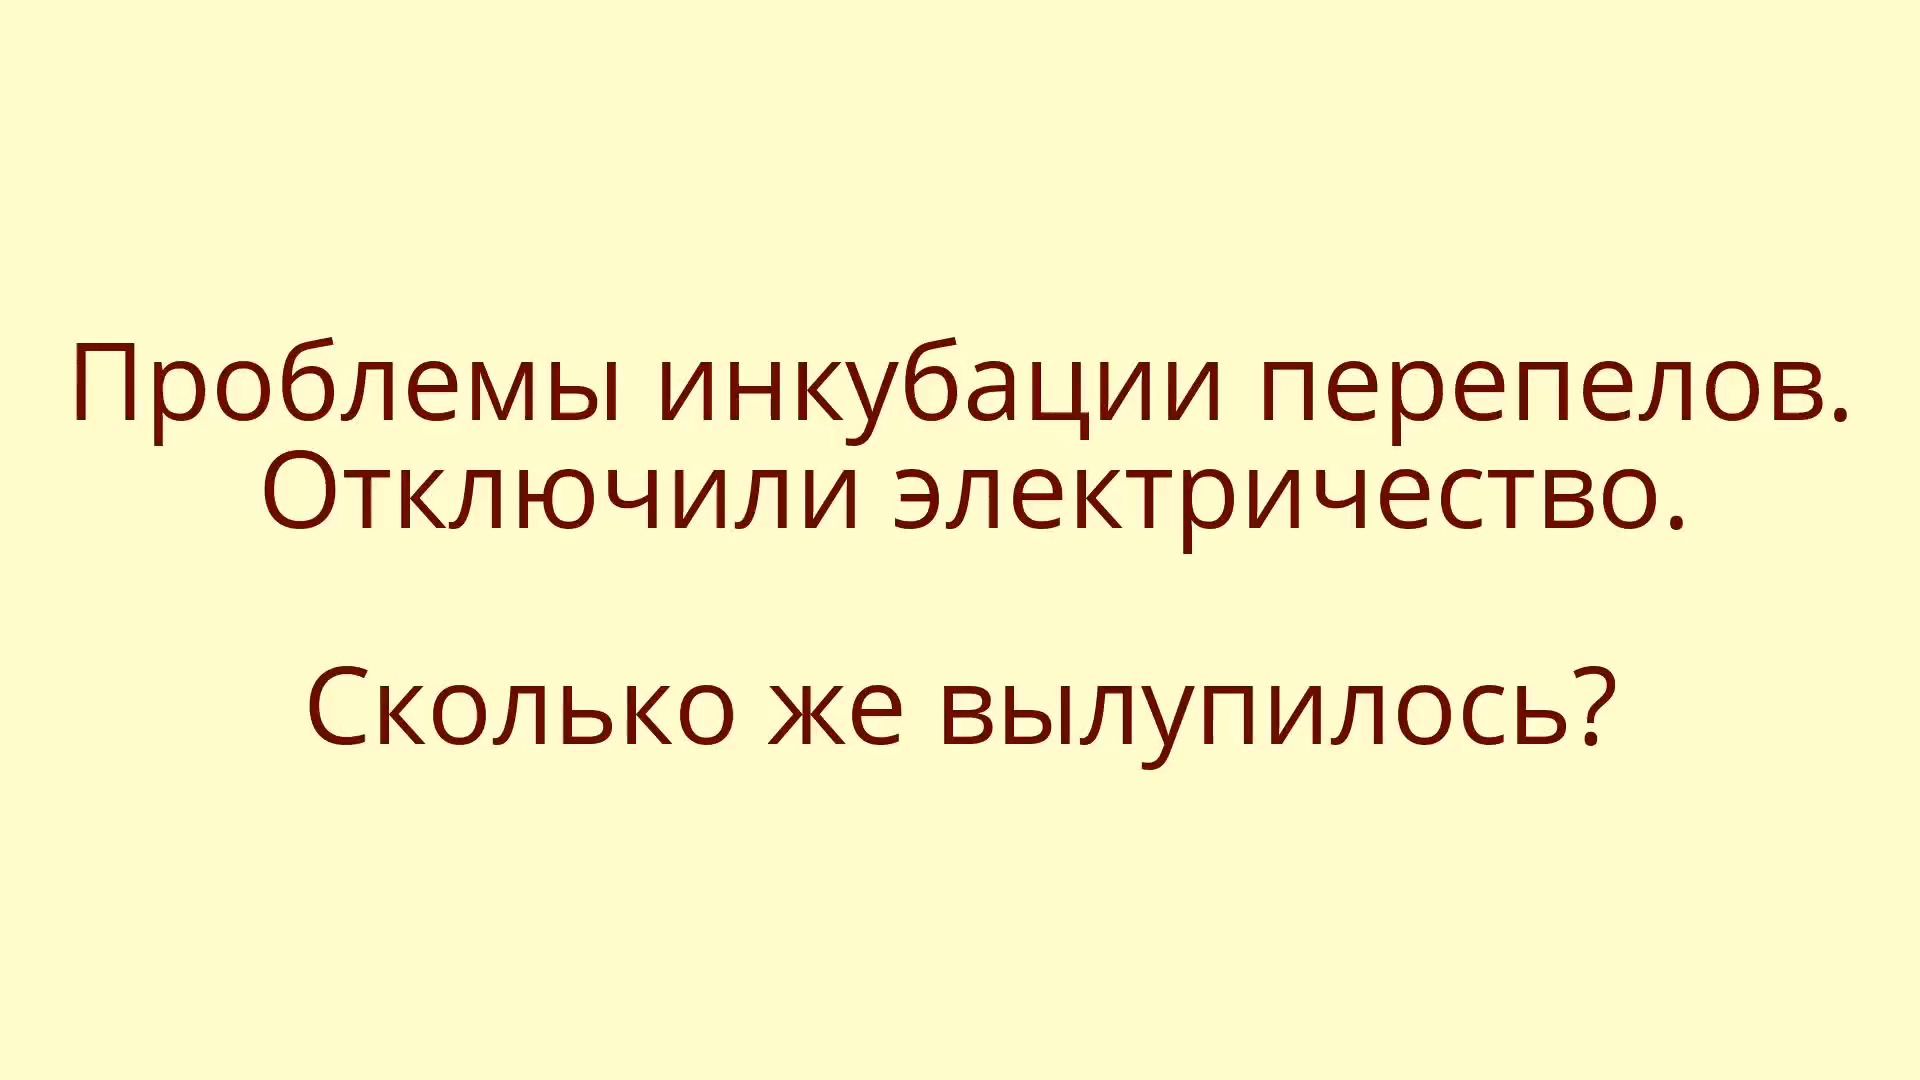 Проблемы инкубации перепелов.
Отключили электричество.
Сколько же вылупилось?